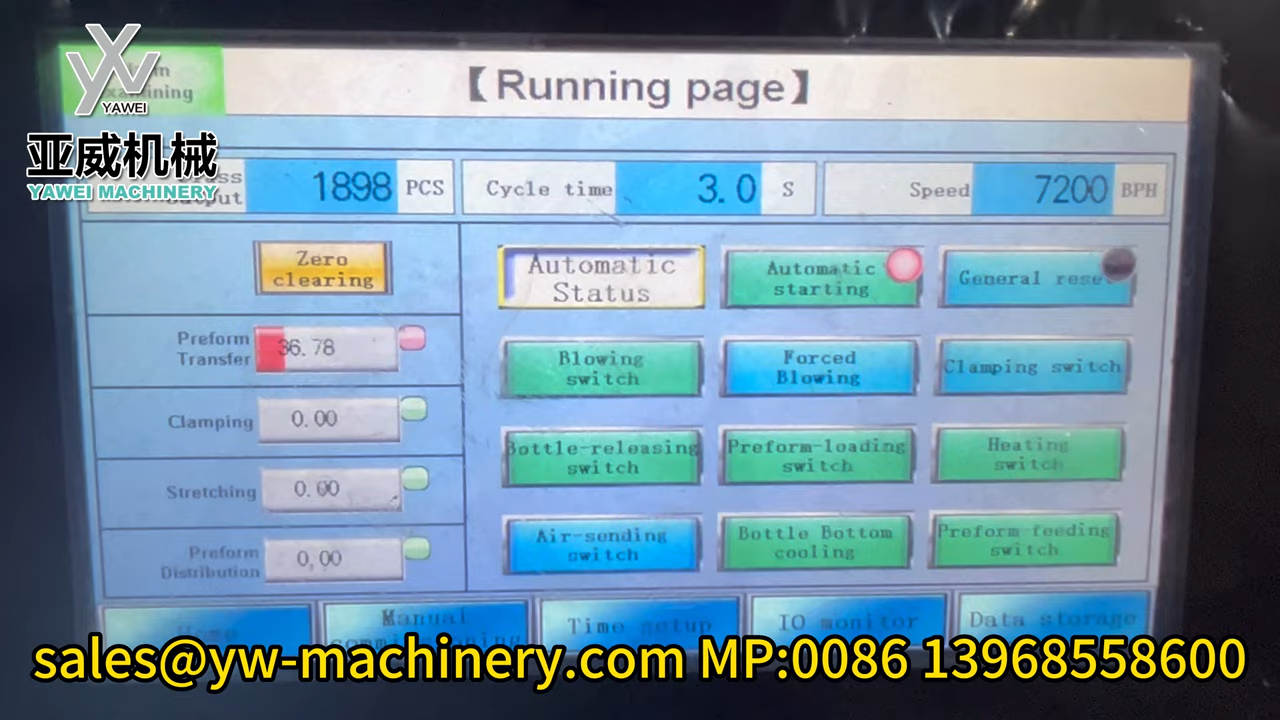 YAWEI
亚威机械
YAWEI MACHINERY
【Running page】
1898 PCS
Cycle time 3.0 S
Speed 7200 BPH
Zero
clearing
Automatic
Status
Automatic
starting
General
Preform
Transfer
36.78
Blowing
switch
Forced
Blowing
Clamping switch
Clamping 0.00
Bottle-releasing
switch
Preform-loading
switch
Heating
switch
Stretching 0.00
Air-sending
switch
Bottle Bottom
cooling
Preform-feeding
switch
Preform
Distribution
0,00
Home
Manual
Time setup
IO monitor
Data storage
sales@yw-machinery.com MP:0086 13968558600